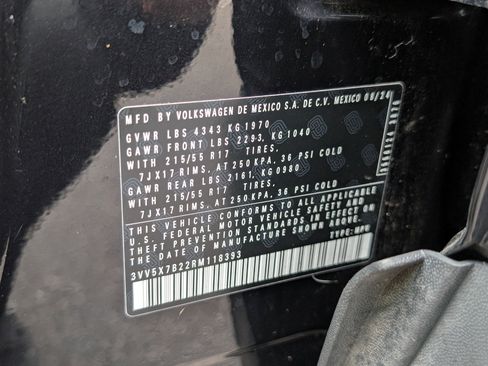 MFD BY VOLKSWAGEN DE MEXICO S.A. DE C.V. MEXICO 06/24
GVWR LBS 4343 KG 1970
GAWR FRONT LBS 2293, KG 1040
WITH 215/55 R17 TIRES,
7JX17 RIMS, AT 250 KPA, 36 PSI COLD
GAWR REAR LBS 2161, KG 0980
WITH 215/55 R17 TIRES,
7JX17 RIMS, AT 250 KPA, 36 PSI COLD
THIS VEHICLE CONFORMS TO ALL APPLICABLE
U.S. FEDERAL MOTOR VEHICLE SAFETY AND
THEFT PREVENTION STANDARDS IN EFFECT ON
THE DATE OF MANUFACTURE SHOWN ABOVE.
3VV5X7B22RM118393
TYPE: MPV